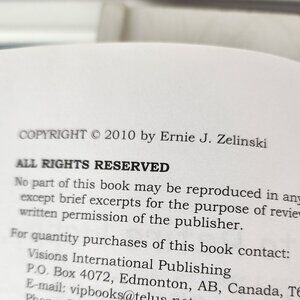 COPYRIGHT © 2010 by Ernie J. Zelinski
ALL RIGHTS RESERVED
No part of this book may be reproduced in any
except brief excerpts for the purpose of revie
written permission of the publisher.
For quantity purchases of this book contact:
Visions International Publishing
P.O. Box 4072, Edmonton, AB, Canada,
E-mail: vipbooks@telus.net